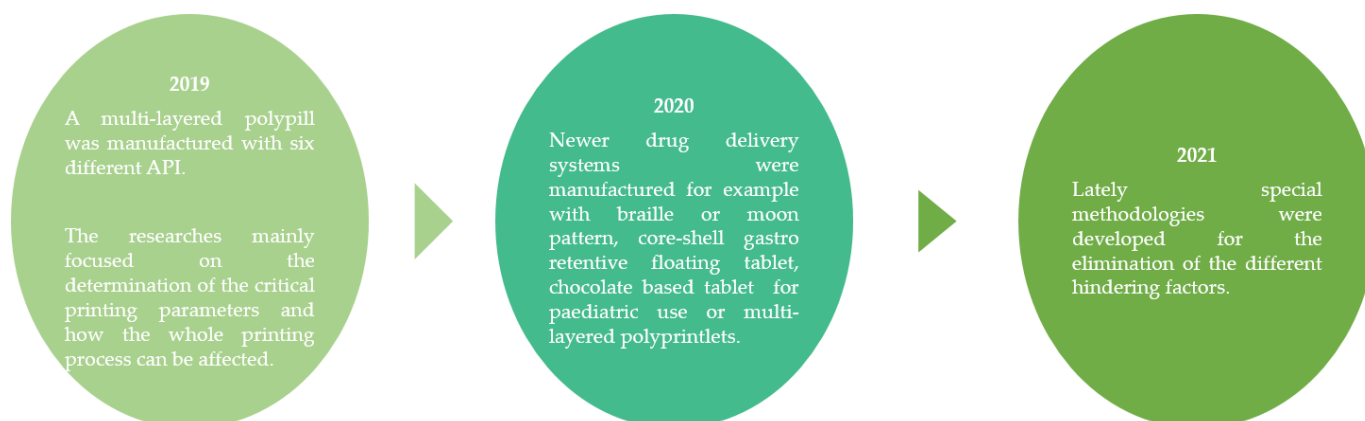 2019
A multi-layered polypill
was manufactured with six
different API.
The researches mainly
focused on the
determination of the critical
printing parameters and
how the whole printing
process can be affected.
2020
Newer drug delivery
systems were
manufactured for example
with braille or moon
pattern, core-shell gastro
retentive floating tablet,
chocolate based tablet for
paediatric use or multi-
layered polyprintlets.
2021
Lately special
methodologies were
developed for the
elimination of the different
hindering factors.